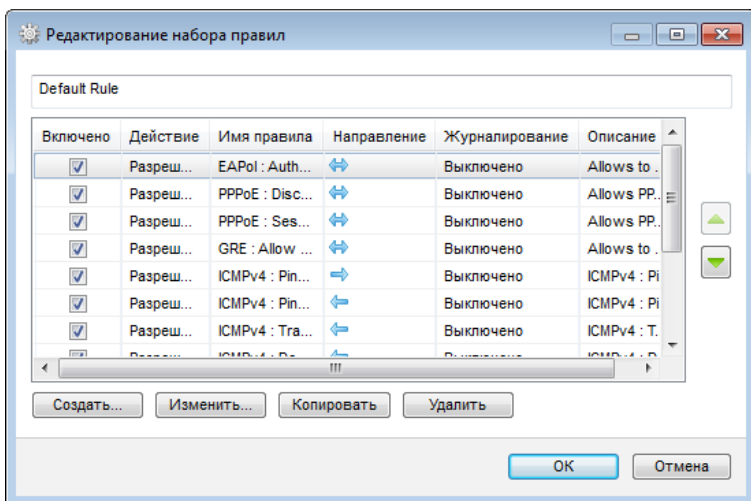 Редактирование набора правил
Default Rule
Включено Действие Имя правила Направление Журналирование Описание
Разреш... EAPol : Auth... Выключено Allows to .
Разреш... PPPoE : Disc... Выключено Allows PP..
Разреш... PPPoE : Ses... Выключено Allows PP..
Разреш... GRE : Allow ... Выключено Allows to .
Разреш... ICMPv4 : Pin... Выключено ICMPv4 : Pi
Разреш... ICMPv4 : Pin... Выключено ICMPv4 : Pi
Разреш... ICMPv4 : Tra... Выключено ICMPv4 : T.
Создать... Изменить... Копировать Удалить
OK Отмена